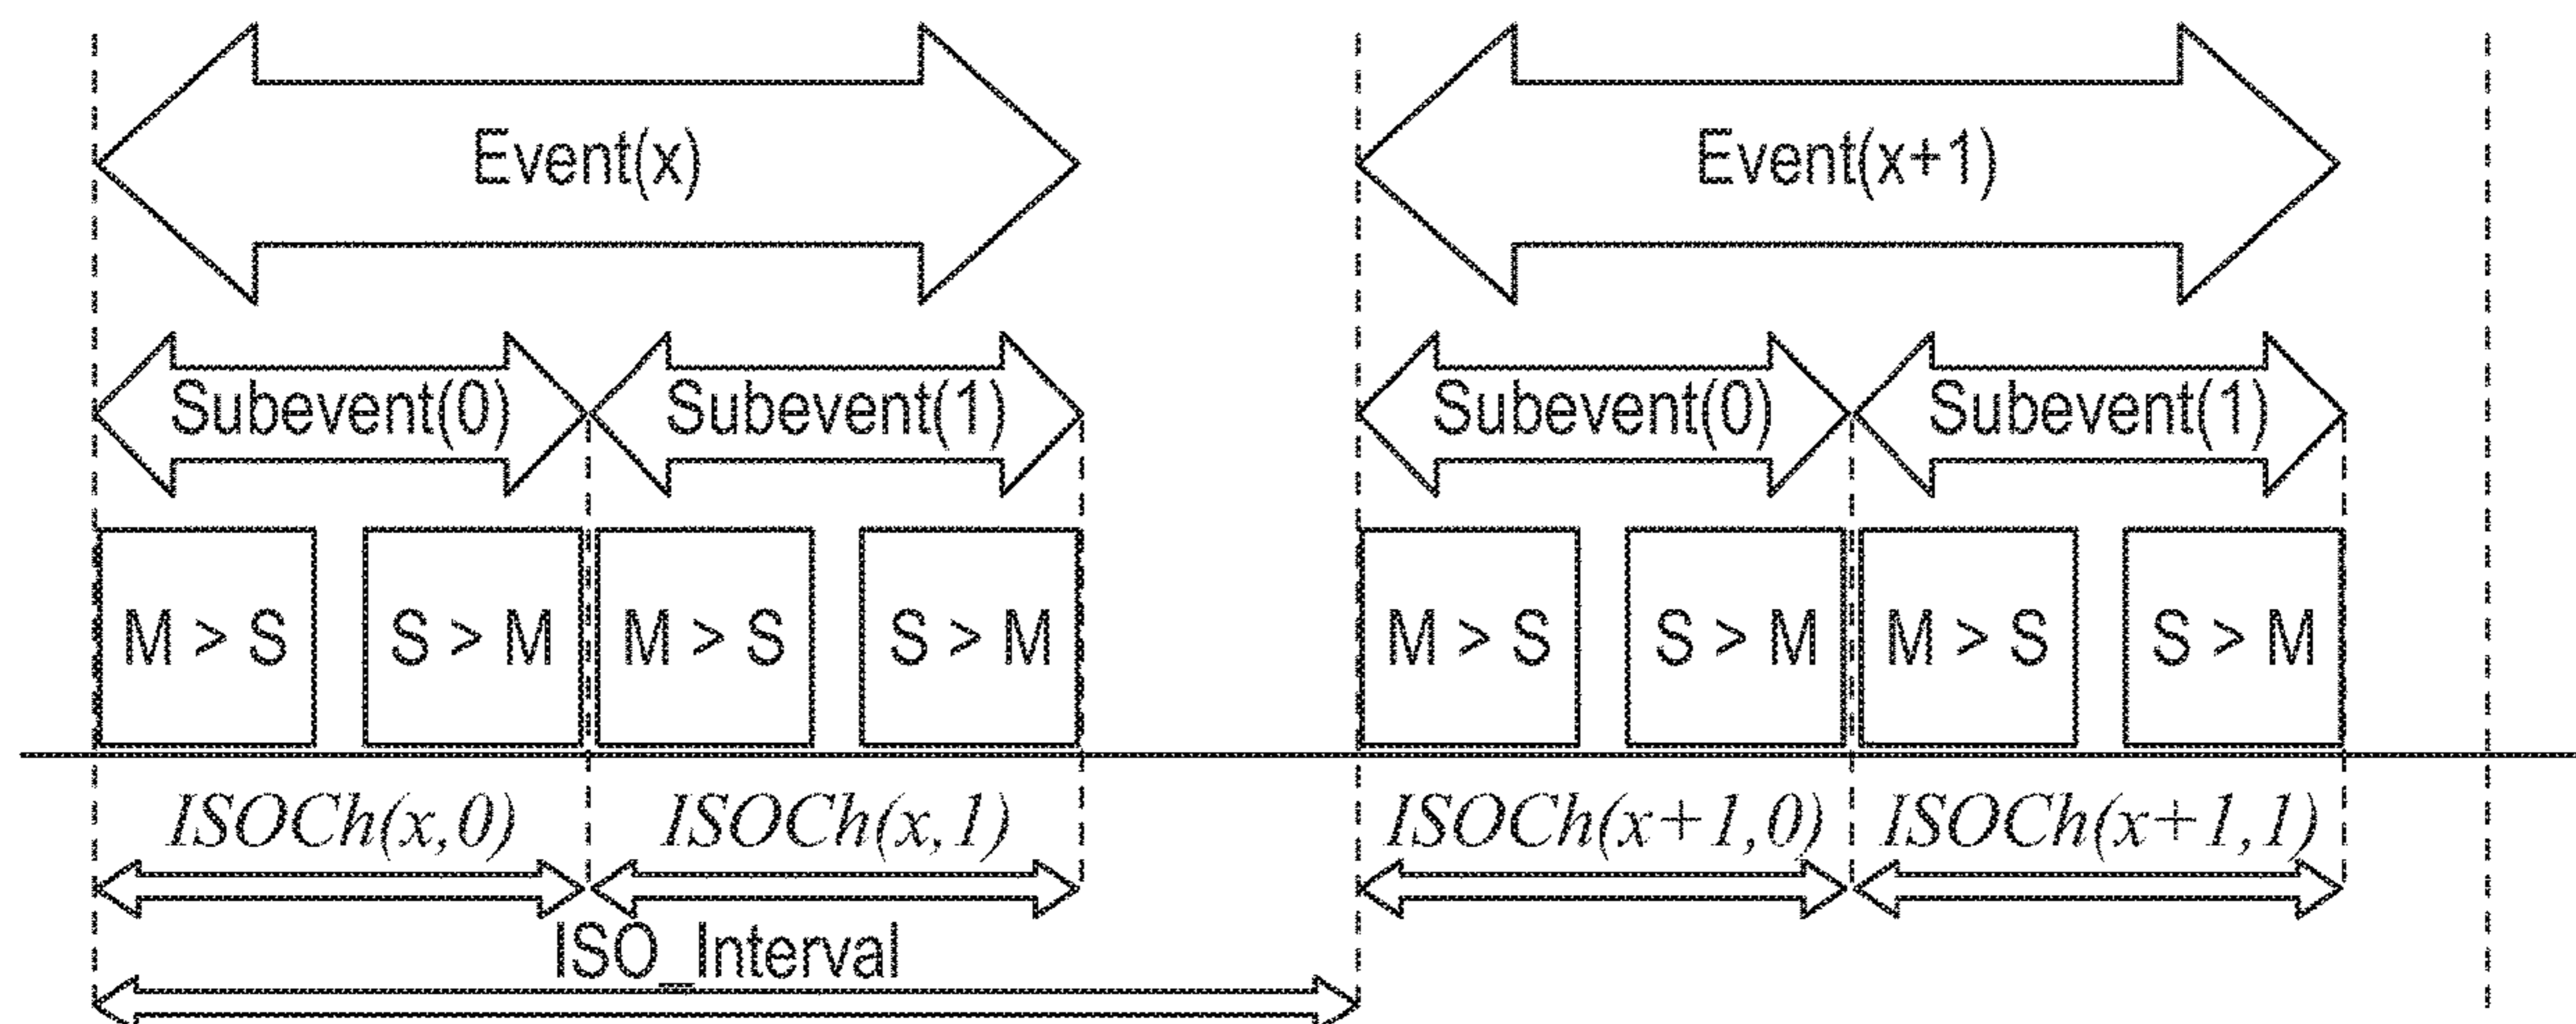 Event(x) Event(x+1)
Subevent(0) Subevent(1) Subevent(0) Subevent(1)
M > S S > M M > S S > M M > S S > M M > S S > M
ISOCh(x,0) ISOCh(x,1) ISOCh(x+1,0) ISOCh(x+1,1)
ISO_Interval